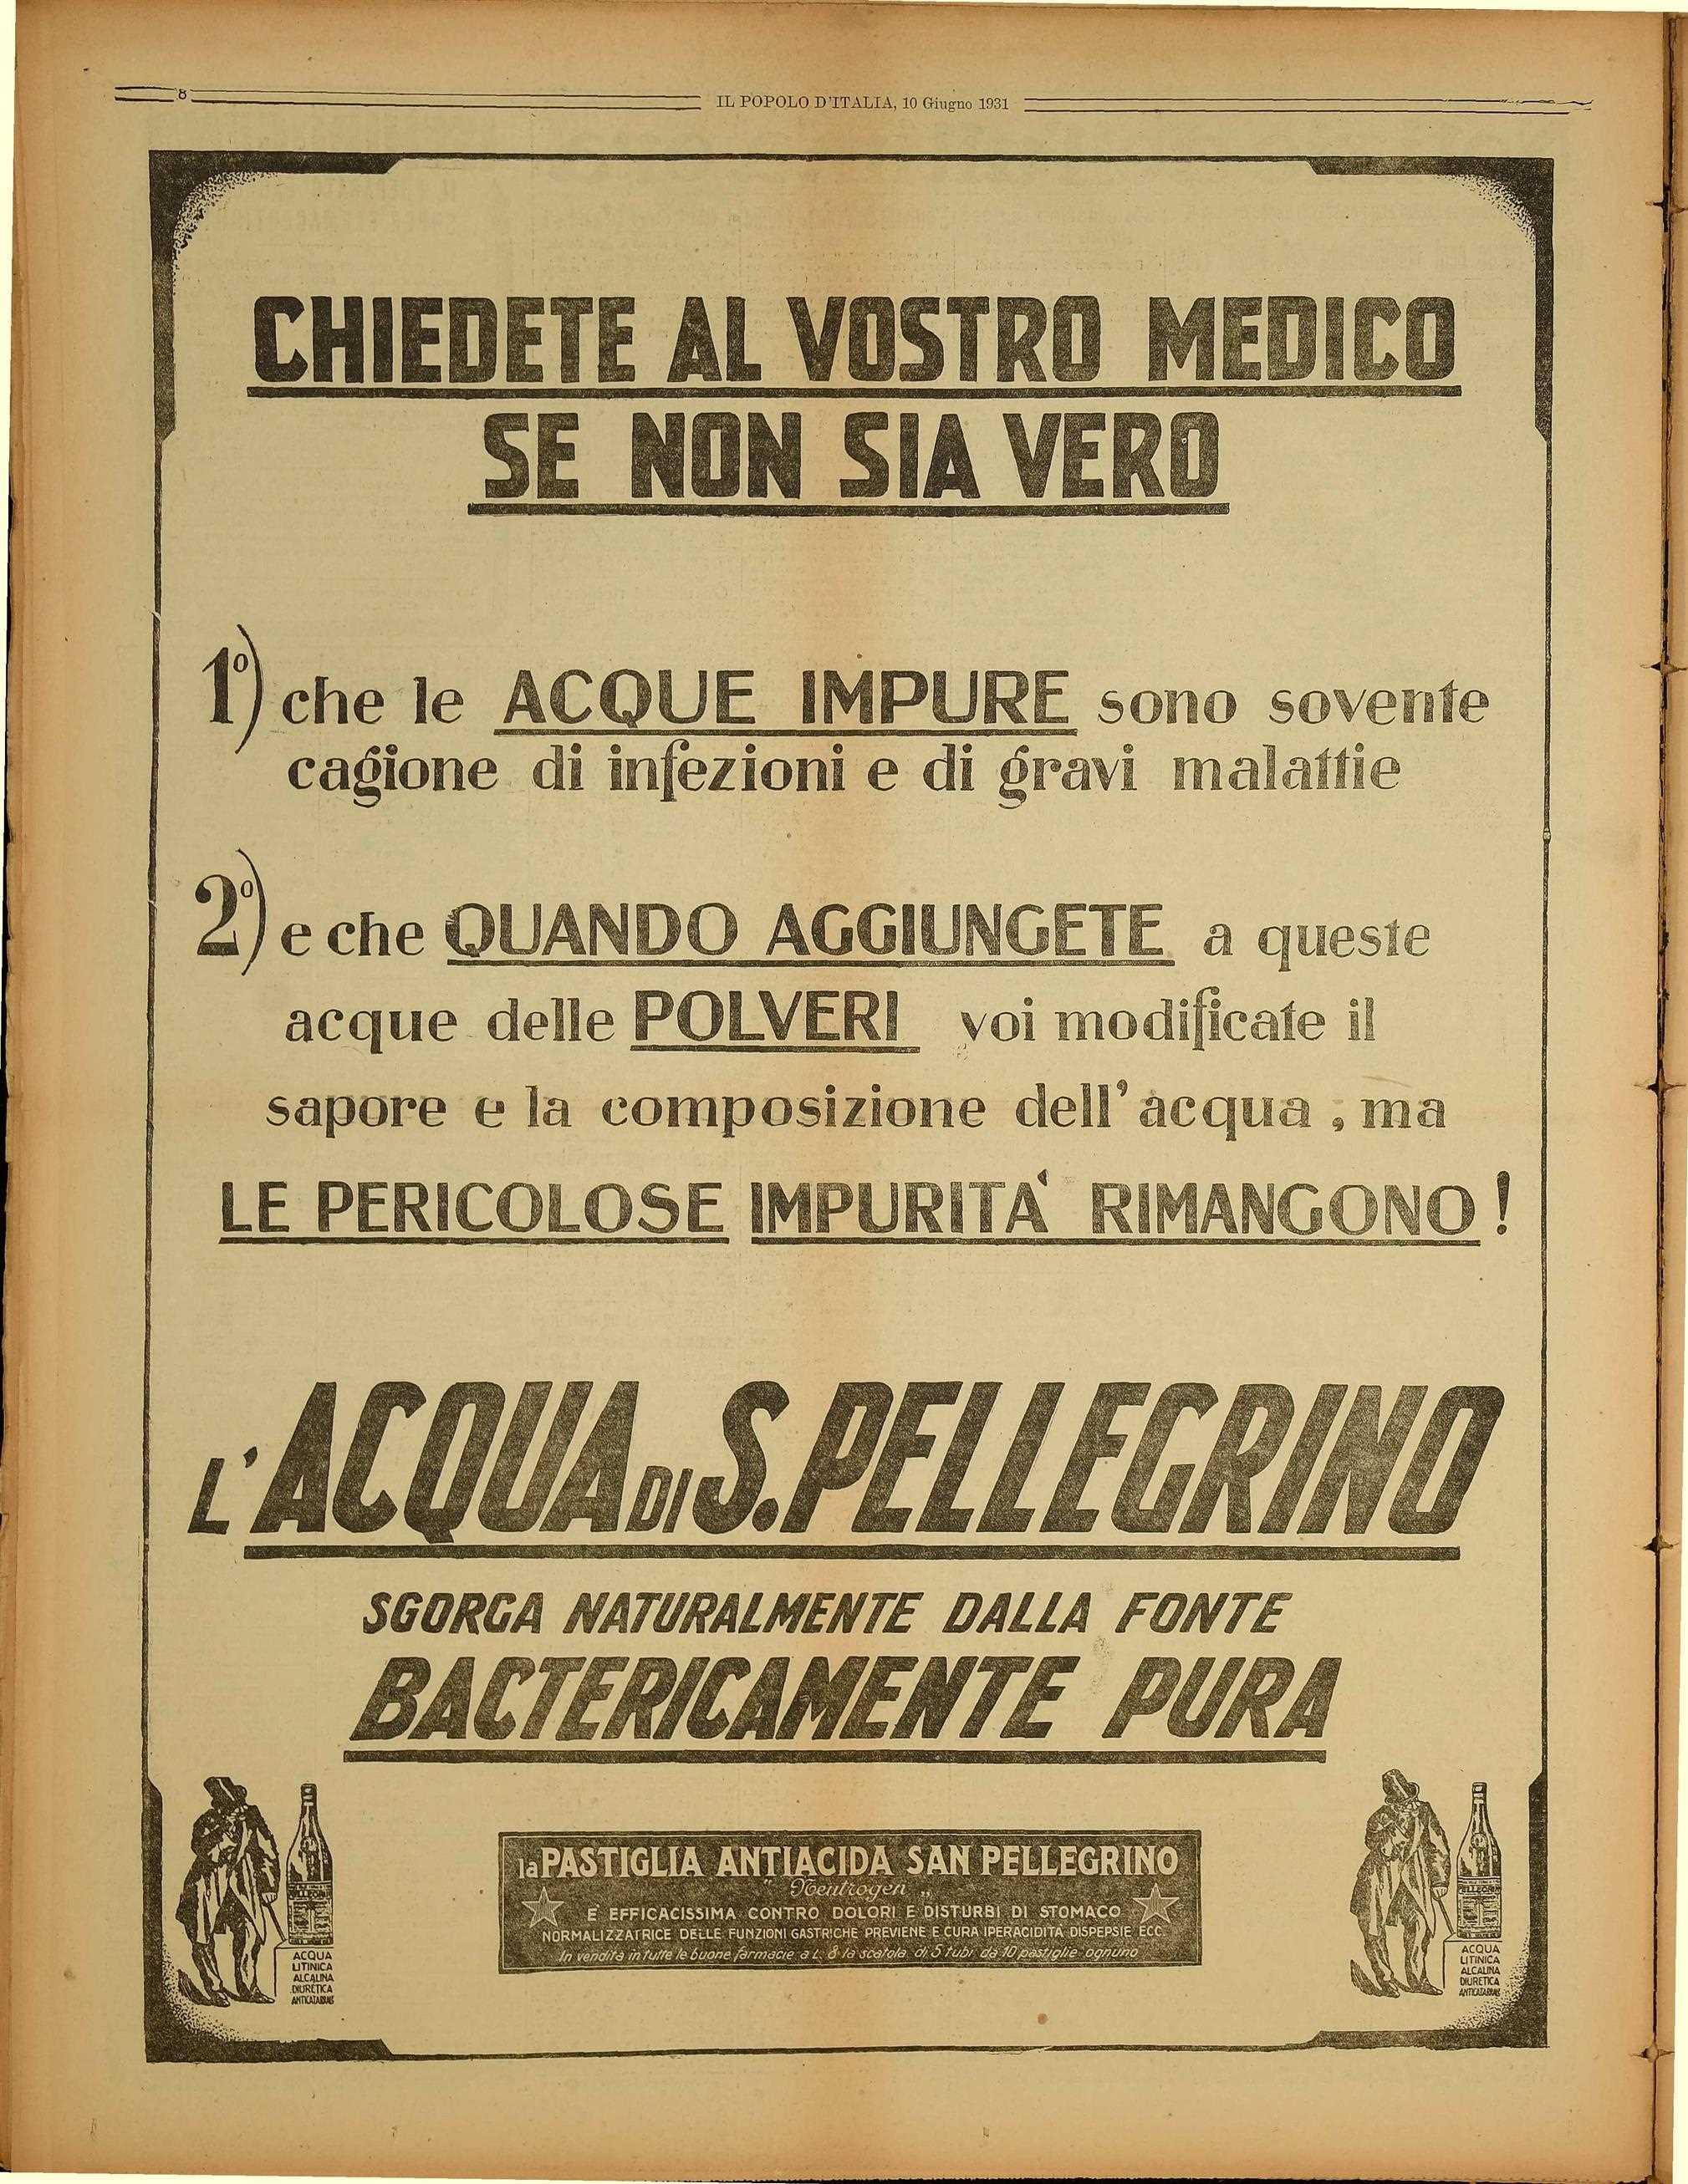 8
IL POPOLO D'ITALIA, 10 Giugno 1931
CHIEDETE AL VOSTRO MEDICO
SE NON SIA VERO
1°) che le ACQUE IMPURE sono sovente
cagione di infezioni e di gravi malattie
2°) e che QUANDO AGGIUNGETE a queste
acque delle POLVERI voi modificate il
sapore e la composizione dell'acqua, ma
LE PERICOLOSE IMPURITA' RIMANGONO!
L'ACQUA DI S. PELLEGRINO
SGORGA NATURALMENTE DALLA FONTE
BACTERICAMENTE PURA
la PASTIGLIA ANTIACIDA SAN PELLEGRINO
"Neutrogen"
E EFFICACISSIMA CONTRO DOLORI E DISTURBI DI STOMACO
NORMALIZZATRICE DELLE FUNZIONI GASTRICHE PREVIENE E CURA IPERACIDITÀ DISPEPSIE ECC.
In vendita in tutte le buone farmacie a L. 8 la scatola di 5 tubi da 10 pastiglie ognuno
ACQUA
LITINICA
ALCALINA
DIURETICA
ANTICATARRALE
ACQUA
LITINICA
ALCALINA
DIURETICA
ANTICATARRALE